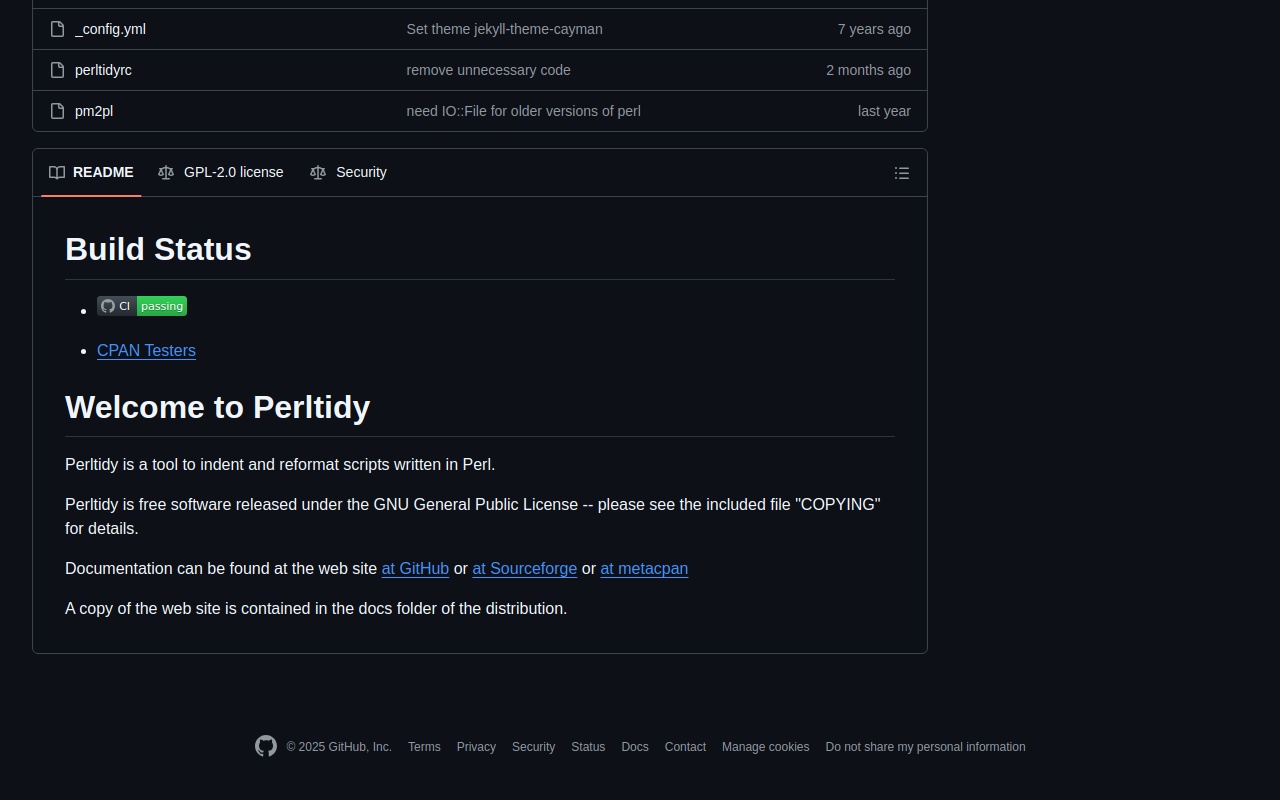 _config.yml Set theme jekyll-theme-cayman 7 years ago
perltidyrc remove unnecessary code 2 months ago
pm2pl need IO::File for older versions of perl last year
README GPL-2.0 license Security
Build Status
CI passing
CPAN Testers
Welcome to Perltidy
Perltidy is a tool to indent and reformat scripts written in Perl.
Perltidy is free software released under the GNU General Public License -- please see the included file "COPYING"
for details.
Documentation can be found at the web site at GitHub or at Sourceforge or at metacpan
A copy of the web site is contained in the docs folder of the distribution.
© 2025 GitHub, Inc. Terms Privacy Security Status Docs Contact Manage cookies Do not share my personal information